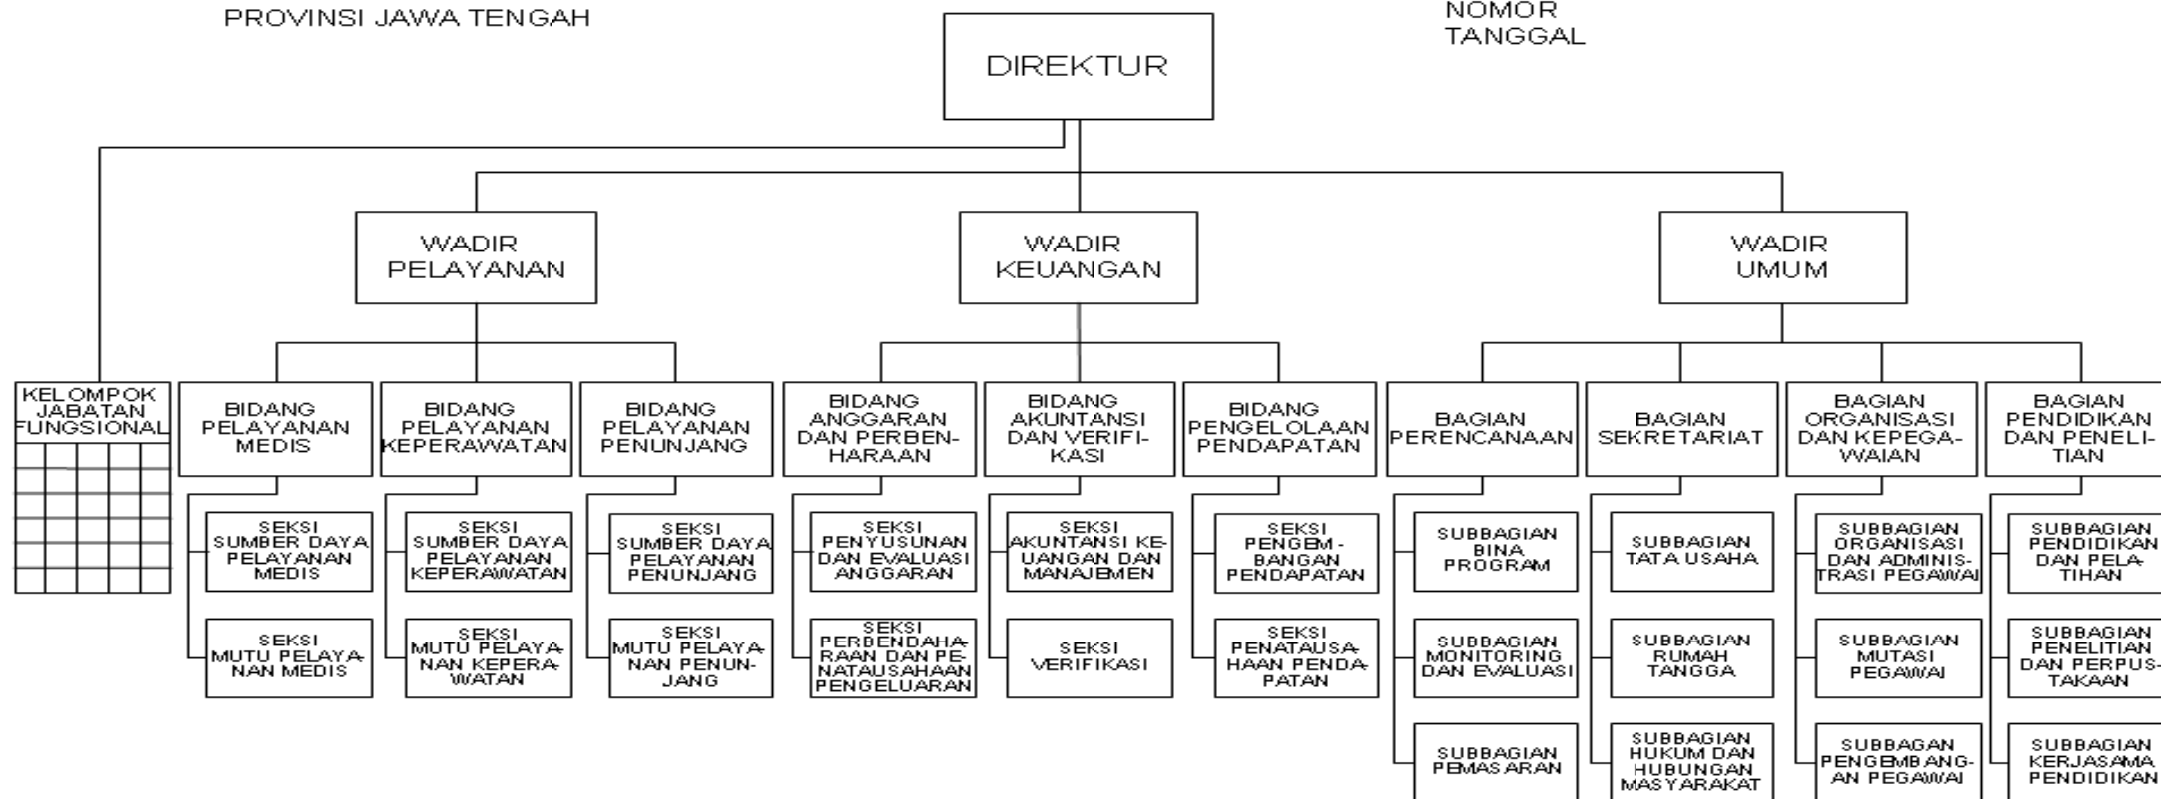 PROVINSI JAWA TENGAH
NOMOR
TANGGAL
DIREKTUR
WADIR
PELAYANAN
WADIR
KEUANGAN
WADIR
UMUM
KELOMPOK
JABATAN
FUNGSIONAL
BIDANG
PELAYANAN
MEDIS
BIDANG
PELAYANAN
KEPERAWATAN
BIDANG
PELAYANAN
PENUNJANG
BIDANG
ANGGARAN
DAN PERBEN-
HARAAN
BIDANG
AKUNTANSI
DAN VERIFI-
KASI
BIDANG
PENGELOLAAN
PENDAPATAN
BAGIAN
PERENCANAAN
BAGIAN
SEKRETARIAT
BAGIAN
ORGANISASI
DAN KEPEGA-
WAIAN
BAGIAN
PENDIDIKAN
DAN PENELI-
TIAN
SEKSI
SUMBER DAYA
PELAYANAN
MEDIS
SEKSI
SUMBER DAYA
PELAYANAN
KEPERAWATAN
SEKSI
SUMBER DAYA
PELAYANAN
PENUNJANG
SEKSI
PENYUSUNAN
DAN EVALUASI
ANGGARAN
SEKSI
AKUNTANSI KE-
UANGAN DAN
MANAJEMEN
SEKSI
PENGEM-
BANGAN
PENDAPATAN
SUBBAGIAN
BINA
PROGRAM
SUBBAGIAN
TATA USAHA
SUBBAGIAN
ORGANISASI
DAN ADMINIS-
TRASI PEGAWAI
SUBBAGIAN
PENDIDIKAN
DAN PELA-
TIHAN
SEKSI
MUTU PELAYA-
NAN MEDIS
SEKSI
MUTU PELAYA-
NAN KEPERA-
WATAN
SEKSI
MUTU PELAYA-
NAN PENUN-
JANG
SEKSI
PERBENDAHA-
RAAN DAN PE-
NATAUSAHAAN
PENGELUARAN
SEKSI
VERIFIKASI
SEKSI
PENATAUSA-
HAAN PENDA-
PATAN
SUBBAGIAN
MONITORING
DAN EVALUASI
SUBBAGIAN
RUMAH
TANGGA
SUBBAGIAN
MUTASI
PEGAWAI
SUBBAGIAN
PENELITIAN
DAN PERPUS-
TAKAAN
SUBBAGIAN
PEMASARAN
SUBBAGIAN
HUKUM DAN
HUBUNGAN
MASYARAKAT
SUBBAGAN
PENGEMBANG-
AN PEGAWAI
SUBBAGIAN
KERJASAMA
PENDIDIKAN